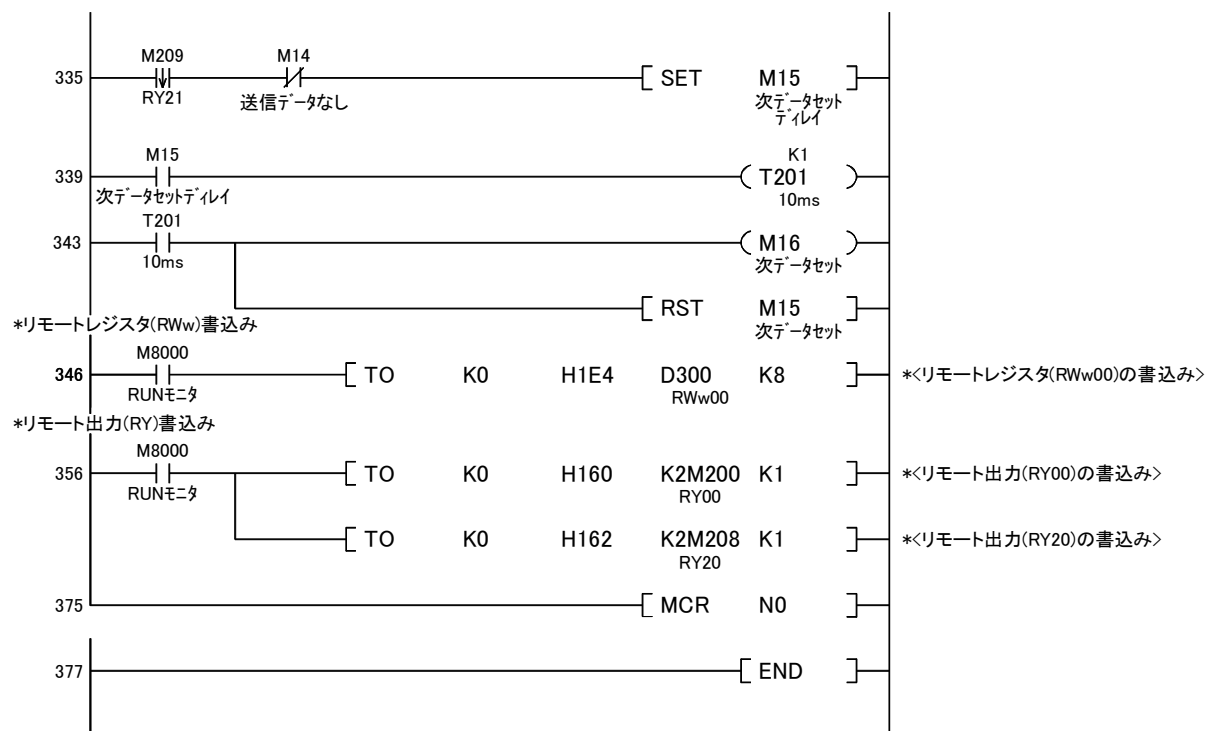 M209 M14
335 SET M15
RY21 送信データなし 次データセット
ディレイ
M15 K1
339 T201
次データセットディレイ 10ms
T201
343 M16
10ms 次データセット
RST M15
*リモートレジスタ(RWw)書込み 次データセット
M8000
346 TO K0 H1E4 D300 K8 *<リモートレジスタ(RWw00)の書込み>
RUNモニタ RWw00
*リモート出力(RY)書込み
M8000
356 TO K0 H160 K2M200 K1 *<リモート出力(RY00)の書込み>
RUNモニタ RY00
TO K0 H162 K2M208 K1 *<リモート出力(RY20)の書込み>
RY20
375 MCR N0
377 END